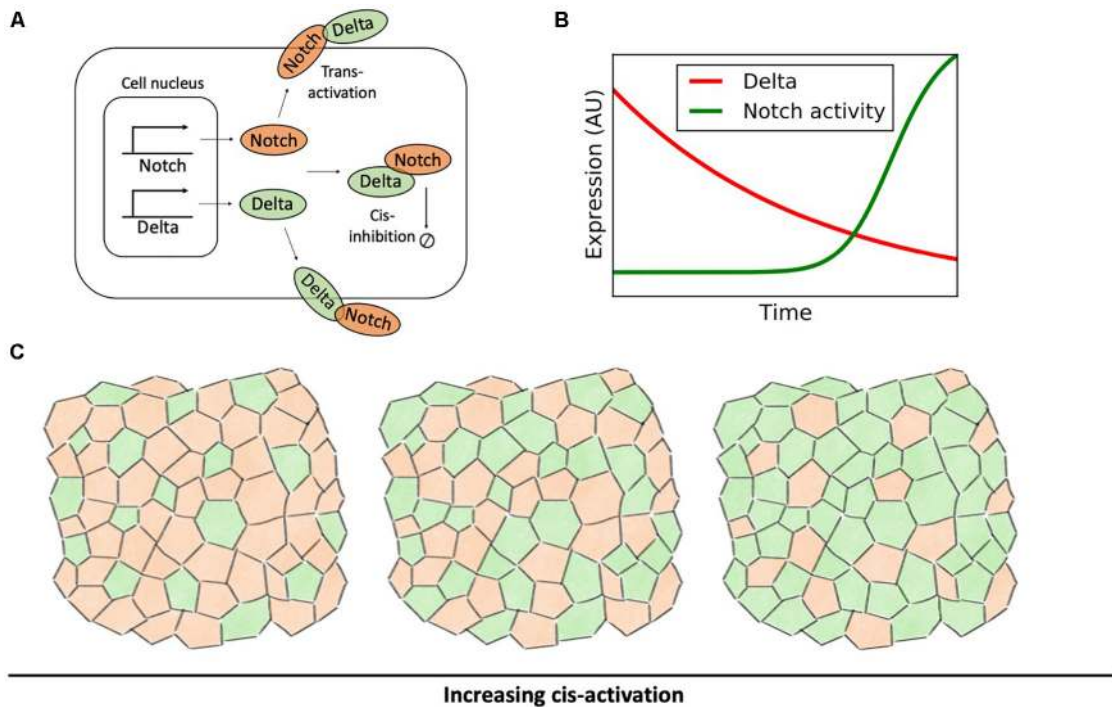 A
Notch
Delta
Trans-
activation
Cell nucleus
Notch
Delta
Notch
Delta
Notch
Delta
Cis-
inhibition
Delta
Notch
B
Expression (AU)
Delta
Notch activity
Time
C
Increasing cis-activation